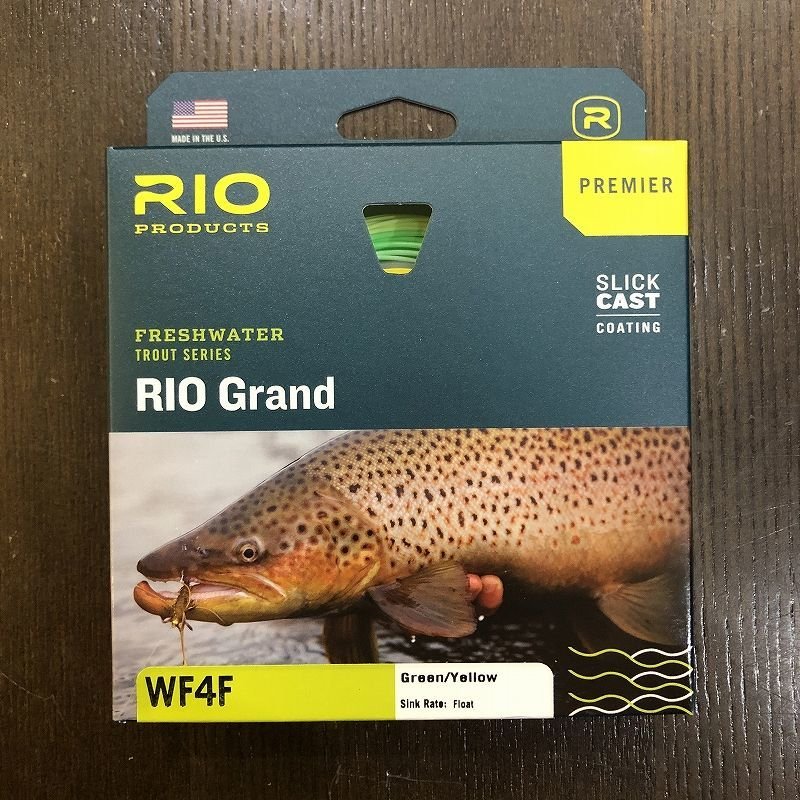 MADE IN THE U.S.
R
RIO
PRODUCTS
PREMIER
SLICK
CAST
COATING
FRESHWATER
TROUT SERIES
RIO Grand
WF4F
Green/Yellow
Sink Rate: Float